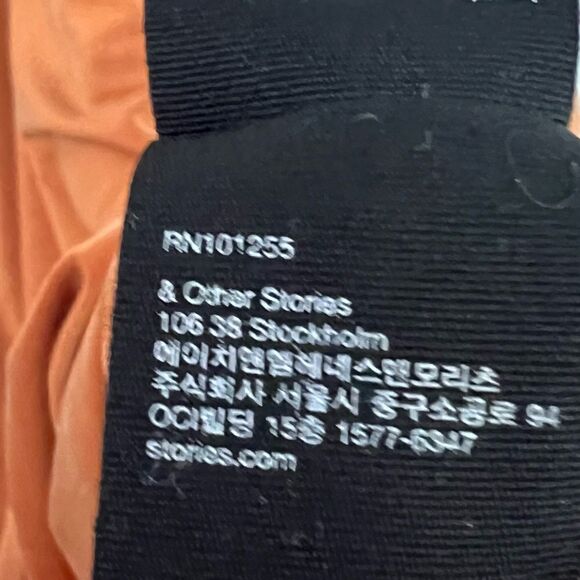 RN101255
& Other Stories
106 38 Stockholm
에이치앤엠헤네스앤모리츠
주식회사 서울시 중구소공로 94
OCI빌딩 15층 1577-6347
stories.com